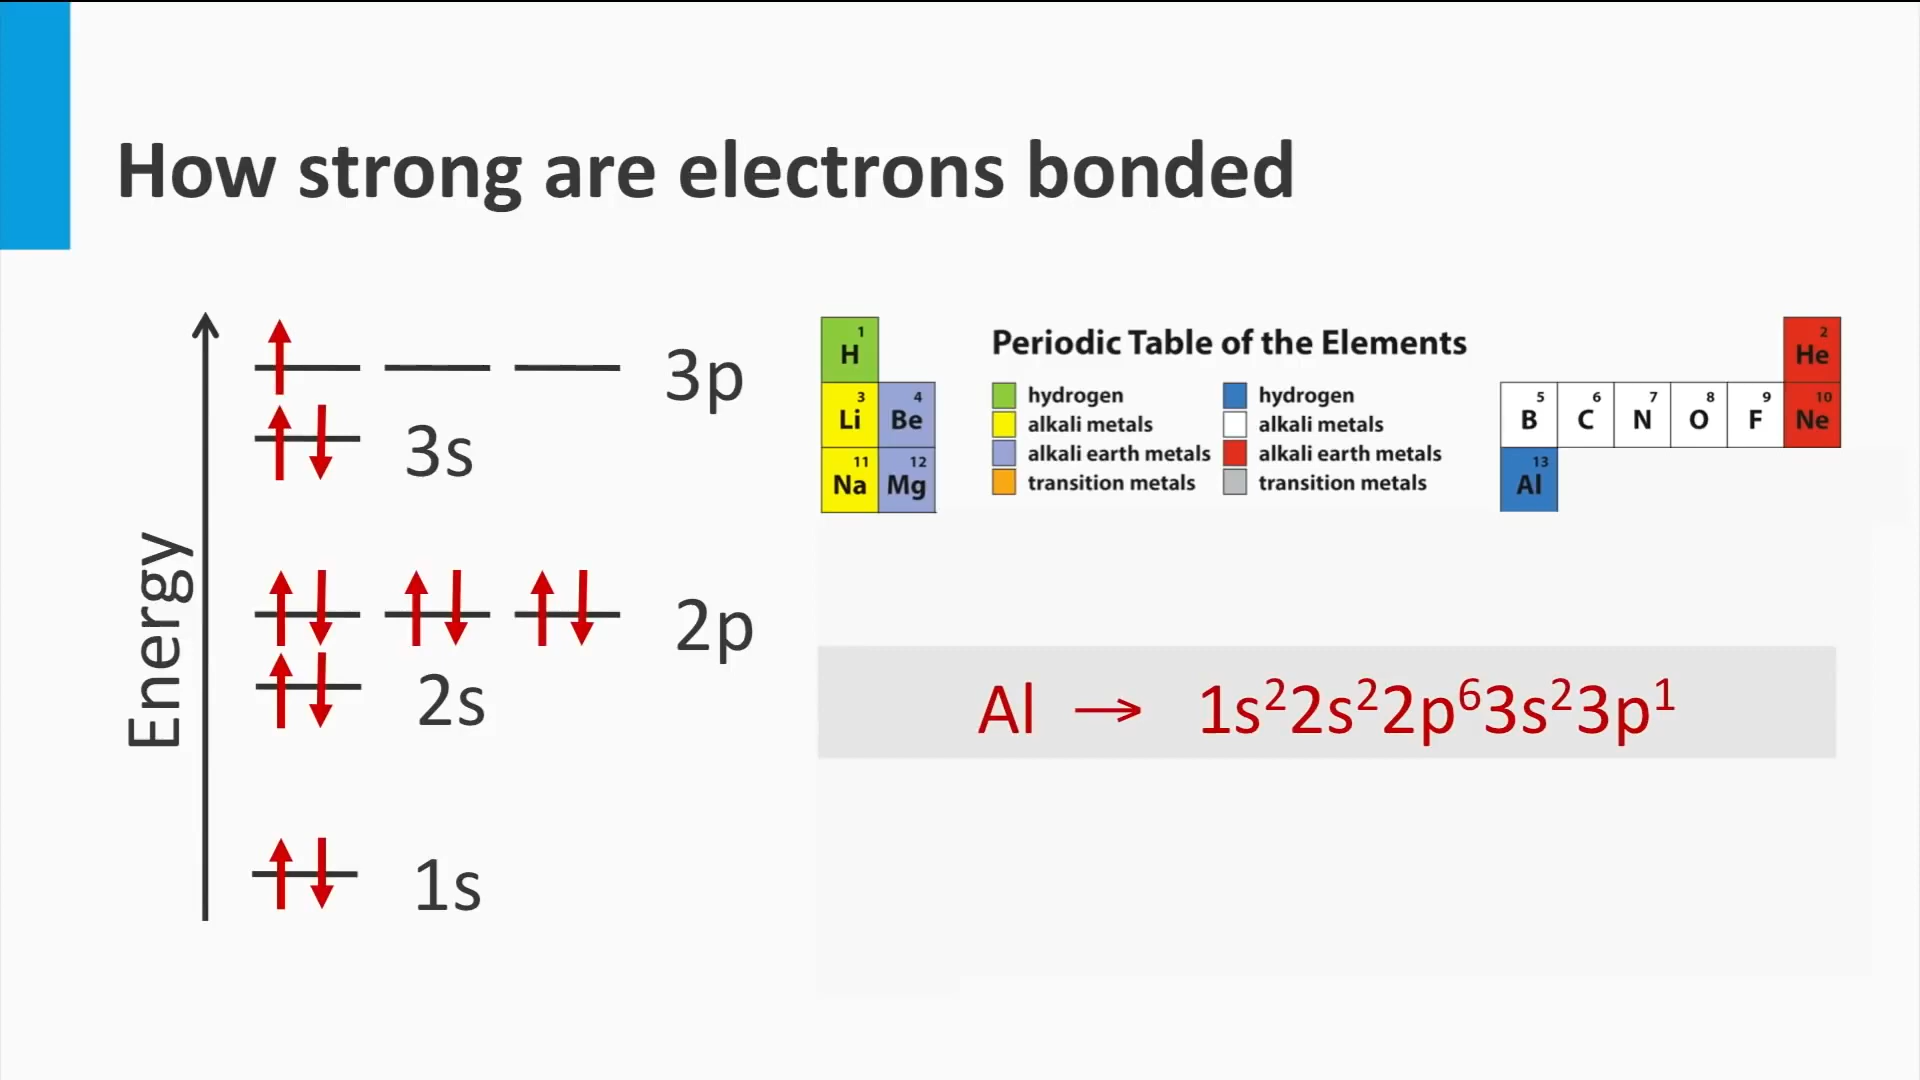 How strong are electrons bonded
Energy
3p
3s
2p
2s
1s
Periodic Table of the Elements
hydrogen hydrogen
alkali metals alkali metals
alkali earth metals alkali earth metals
transition metals transition metals
1 H
2 He
3 Li 4 Be
5 B 6 C 7 N 8 O 9 F 10 Ne
11 Na 12 Mg
13 Al
Al → 1s²2s²2p⁶3s²3p¹